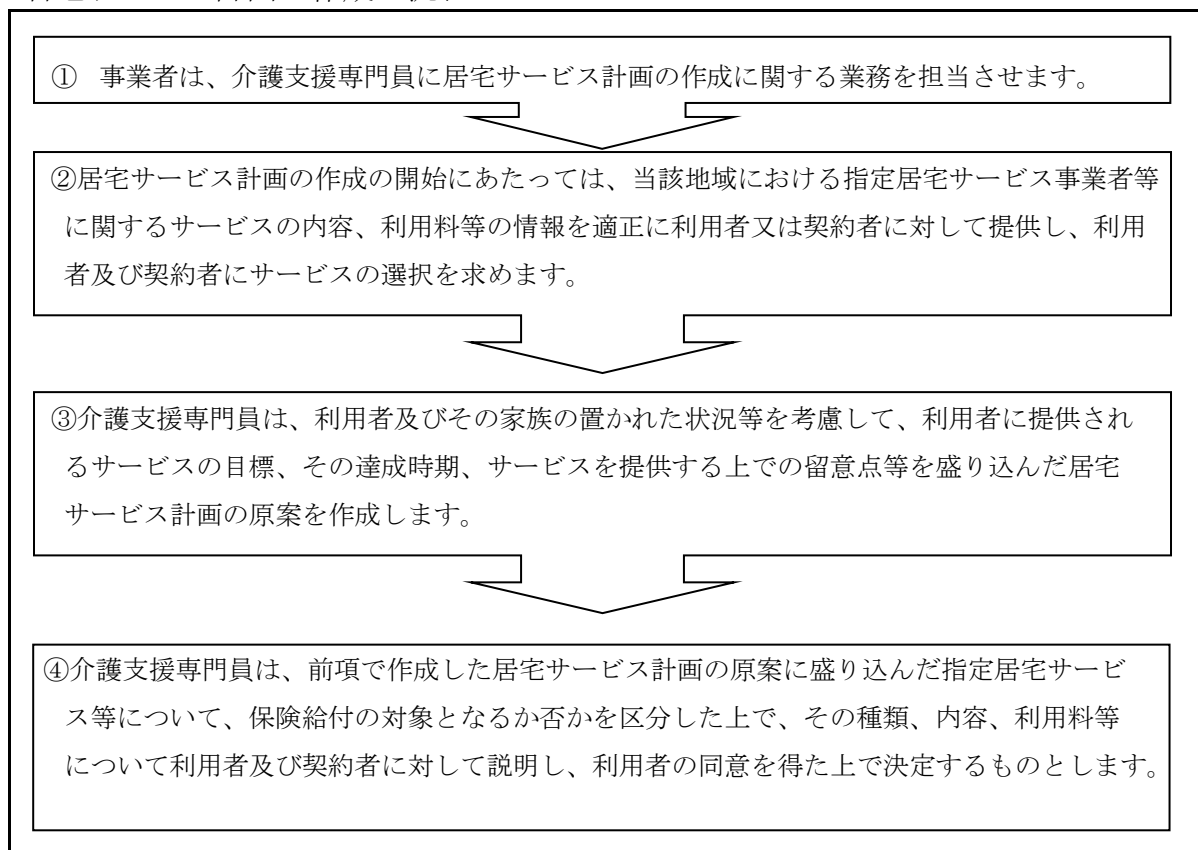 ① 事業者は、介護支援専門員に居宅サービス計画の作成に関する業務を担当させます。
②居宅サービス計画の作成の開始にあたっては、当該地域における指定居宅サービス事業者等
に関するサービスの内容、利用料等の情報を適正に利用者又は契約者に対して提供し、利用
者及び契約者にサービスの選択を求めます。
③介護支援専門員は、利用者及びその家族の置かれた状況等を考慮して、利用者に提供され
るサービスの目標、その達成時期、サービスを提供する上での留意点等を盛り込んだ居宅
サービス計画の原案を作成します。
④介護支援専門員は、前項で作成した居宅サービス計画の原案に盛り込んだ指定居宅サービ
ス等について、保険給付の対象となるか否かを区分した上で、その種類、内容、利用料等
について利用者及び契約者に対して説明し、利用者の同意を得た上で決定するものとします。